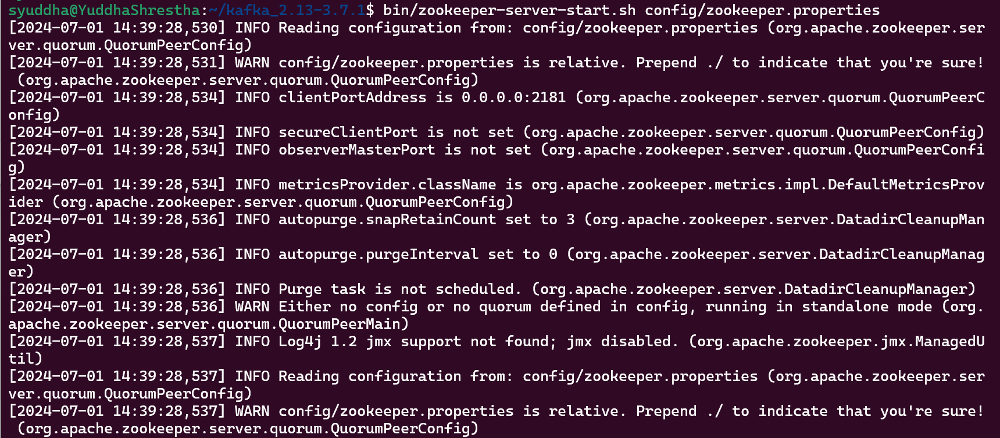 syuddha@YuddhaShrestha:~/kafka_2.13-3.7.1$ bin/zookeeper-server-start.sh config/zookeeper.properties
[2024-07-01 14:39:28,530] INFO Reading configuration from: config/zookeeper.properties (org.apache.zookeeper.ser
ver.quorum.QuorumPeerConfig)
[2024-07-01 14:39:28,531] WARN config/zookeeper.properties is relative. Prepend ./ to indicate that you're sure!
 (org.apache.zookeeper.server.quorum.QuorumPeerConfig)
[2024-07-01 14:39:28,534] INFO clientPortAddress is 0.0.0.0:2181 (org.apache.zookeeper.server.quorum.QuorumPeerC
onfig)
[2024-07-01 14:39:28,534] INFO secureClientPort is not set (org.apache.zookeeper.server.quorum.QuorumPeerConfig)
[2024-07-01 14:39:28,534] INFO observerMasterPort is not set (org.apache.zookeeper.server.quorum.QuorumPeerConfi
g)
[2024-07-01 14:39:28,534] INFO metricsProvider.className is org.apache.zookeeper.metrics.impl.DefaultMetricsProv
ider (org.apache.zookeeper.server.quorum.QuorumPeerConfig)
[2024-07-01 14:39:28,536] INFO autopurge.snapRetainCount set to 3 (org.apache.zookeeper.server.DatadirCleanupMan
ager)
[2024-07-01 14:39:28,536] INFO autopurge.purgeInterval set to 0 (org.apache.zookeeper.server.DatadirCleanupManag
er)
[2024-07-01 14:39:28,536] INFO Purge task is not scheduled. (org.apache.zookeeper.server.DatadirCleanupManager)
[2024-07-01 14:39:28,536] WARN Either no config or no quorum defined in config, running in standalone mode (org.
apache.zookeeper.server.quorum.QuorumPeerMain)
[2024-07-01 14:39:28,537] INFO Log4j 1.2 jmx support not found; jmx disabled. (org.apache.zookeeper.jmx.ManagedU
til)
[2024-07-01 14:39:28,537] INFO Reading configuration from: config/zookeeper.properties (org.apache.zookeeper.ser
ver.quorum.QuorumPeerConfig)
[2024-07-01 14:39:28,537] WARN config/zookeeper.properties is relative. Prepend ./ to indicate that you're sure!
 (org.apache.zookeeper.server.quorum.QuorumPeerConfig)